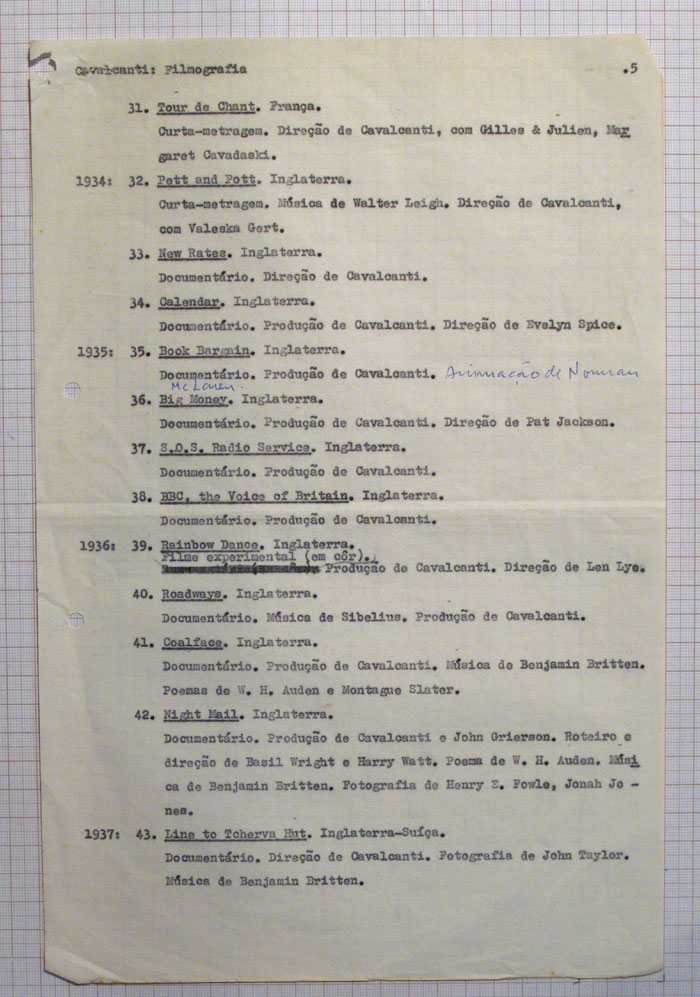 Cavalcanti: Filmografia .5
31. Tour de Chant. França.
Curta-metragem. Direção de Cavalcanti, com Gilles & Julien, Mar
garet Cavadaski.
1934: 32. Pett and Pott. Inglaterra.
Curta-metragem. Música de Walter Leigh. Direção de Cavalcanti,
com Valeska Gert.
33. New Rates. Inglaterra.
Documentário. Direção de Cavalcanti.
34. Calendar. Inglaterra.
Documentário. Produção de Cavalcanti. Direção de Evelyn Spice.
1935: 35. Book Bargain. Inglaterra.
Documentário. Produção de Cavalcanti. Animação de Norman
McLaren.
36. Big Money. Inglaterra.
Documentário. Produção de Cavalcanti. Direção de Pat Jackson.
37. S.O.S. Radio Service. Inglaterra.
Documentário. Produção de Cavalcanti.
38. BBC, the Voice of Britain. Inglaterra.
Documentário. Produção de Cavalcanti.
1936: 39. Rainbow Dance. Inglaterra.
Filme experimental (em côr).
Produção de Cavalcanti. Direção de Len Lye.
40. Roadways. Inglaterra.
Documentário. Música de Sibelius. Produção de Cavalcanti.
41. Coalface. Inglaterra.
Documentário. Produção de Cavalcanti. Música de Benjamin Britten.
Poemas de W. H. Auden e Montague Slater.
42. Night Mail. Inglaterra.
Documentário. Produção de Cavalcanti e John Grierson. Roteiro e
direção de Basil Wright e Harry Watt. Poema de W. H. Auden. Músi
ca de Benjamin Britten. Fotografia de Henry E. Fowle, Jonah Jo -
nes.
1937: 43. Line to Tcherva Hut. Inglaterra-Suíça.
Documentário. Direção de Cavalcanti. Fotografia de John Taylor.
Música de Benjamin Britten.